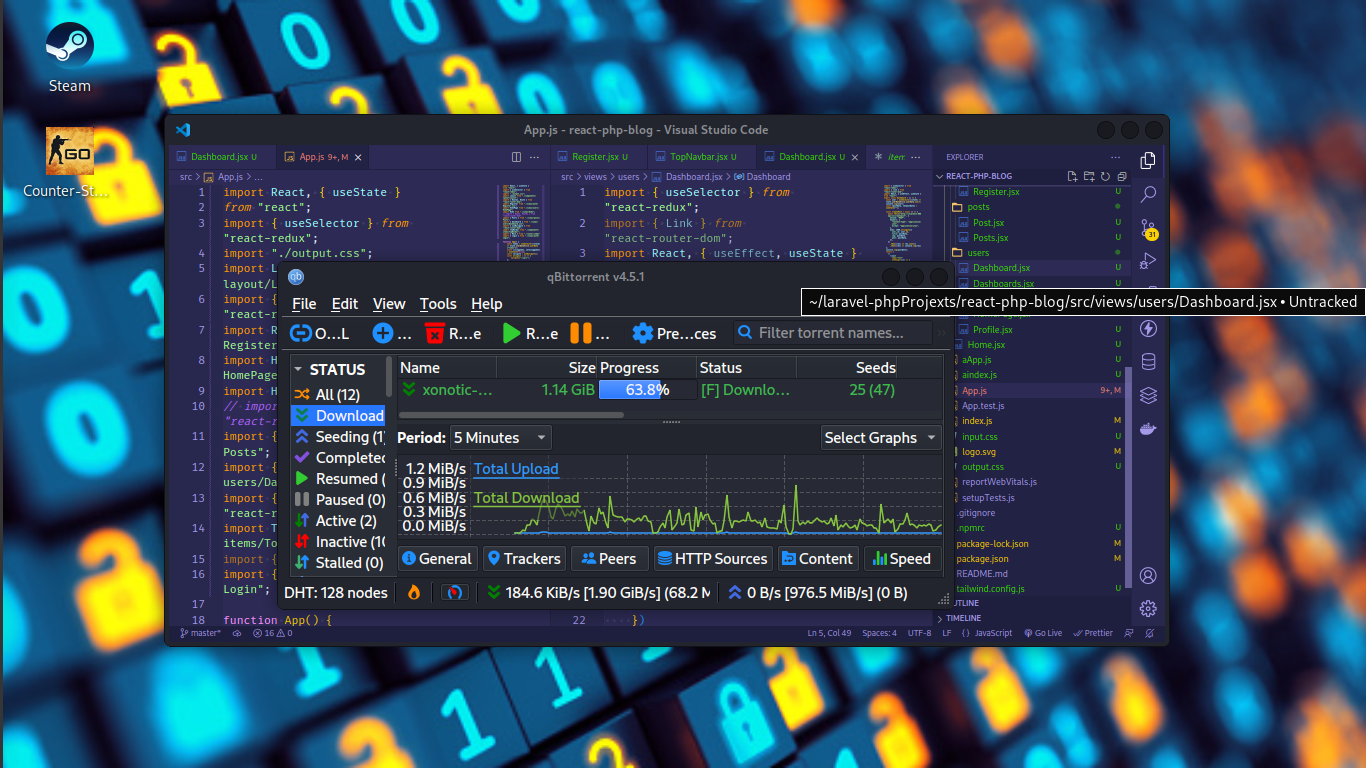 Steam
GO
Counter-St...
App.js - react-php-blog - Visual Studio Code
Dashboard.jsx U
App.js 9+, M
Register.jsx U
TopNavbar.jsx U
Dashboard.jsx U
item
EXPLORER
src > App.js > ...
src > views > users > Dashboard.jsx > Dashboard
REACT-PHP-BLOG
1 import React, { useState }
from "react";
3 import { useSelector } from
"react-redux";
4 import "./output.css";
5 import L
layout/L
6 import {
"react-r
7 import R
Register
8 import H
HomePage
9 import H
10 // impor
"react-r
11 import {
Posts";
12 import {
users/Da
13 import {
"react-r
14 import T
items/To
15 import {
16 import {
Login";
17
18 function App() {
1 import { useSelector } from
"react-redux";
2 import { Link } from
"react-router-dom";
3 import React, { useEffect, useState }
22 })
Register.jsx U
posts
Post.jsx U
Posts.jsx U
users
Dashboard.jsx U
Dashboards.jsx U
~/laravel-phpProjexts/react-php-blog/src/views/users/Dashboard.jsx • Untracked
Profile.jsx U
Home.jsx U
aApp.js U
aindex.js U
App.js 9+, M
App.test.js
index.js M
input.css U
logo.svg M
output.css U
reportWebVitals.js
setupTests.js
.gitignore
.npmrc U
package-lock.json M
package.json M
README.md
tailwind.config.js U
UTLINE
TIMELINE
31
qb
qBittorrent v4.5.1
File Edit View Tools Help
O...L
...
R...e
R...e
...
Pre...ces
Filter torrent names...
STATUS
All (12)
Download
Seeding (1)
Completed
Resumed (
Paused (0)
Active (2)
Inactive (10
Stalled (0)
Name Size Progress Status Seeds
xonotic-... 1.14 GiB 63.8% [F] Downlo... 25 (47)
Period: 5 Minutes Select Graphs
1.2 MiB/s
0.9 MiB/s
0.6 MiB/s
0.3 MiB/s
0.0 MiB/s
Total Upload
Total Download
General Trackers Peers HTTP Sources Content Speed
DHT: 128 nodes 184.6 KiB/s [1.90 GiB/s] (68.2 M 0 B/s [976.5 MiB/s] (0 B)
master* 16 0 Ln 5, Col 49 Spaces: 4 UTF-8 LF {} JavaScript Go Live Prettier